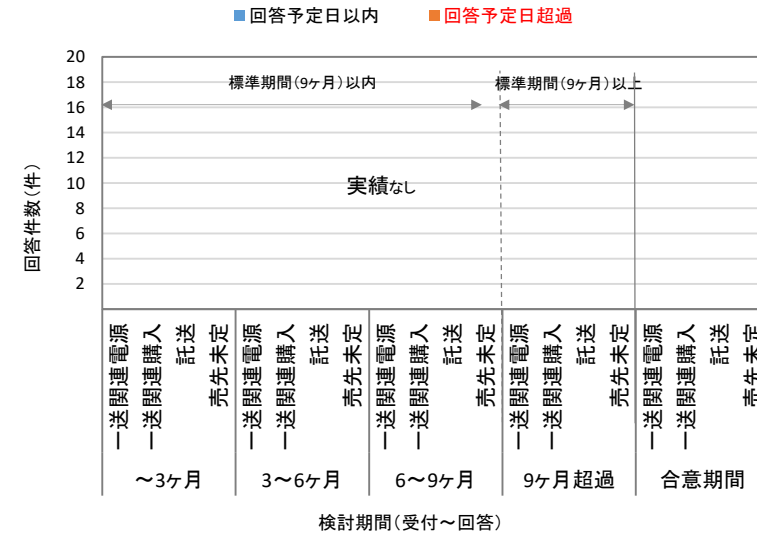 回答予定日以内 回答予定日超過
20
18
16
14
12
10
8
6
4
2
標準期間(9ヶ月)以内 標準期間(9ヶ月)以上
実績なし
回答件数(件)
一送関連電源 一送関連購入 託送 売先未定 一送関連電源 一送関連購入 託送 売先未定 一送関連電源 一送関連購入 託送 売先未定 一送関連電源 一送関連購入 託送 売先未定 一送関連電源 一送関連購入 託送 売先未定
～3ヶ月 3～6ヶ月 6～9ヶ月 9ヶ月超過 合意期間
検討期間(受付～回答)